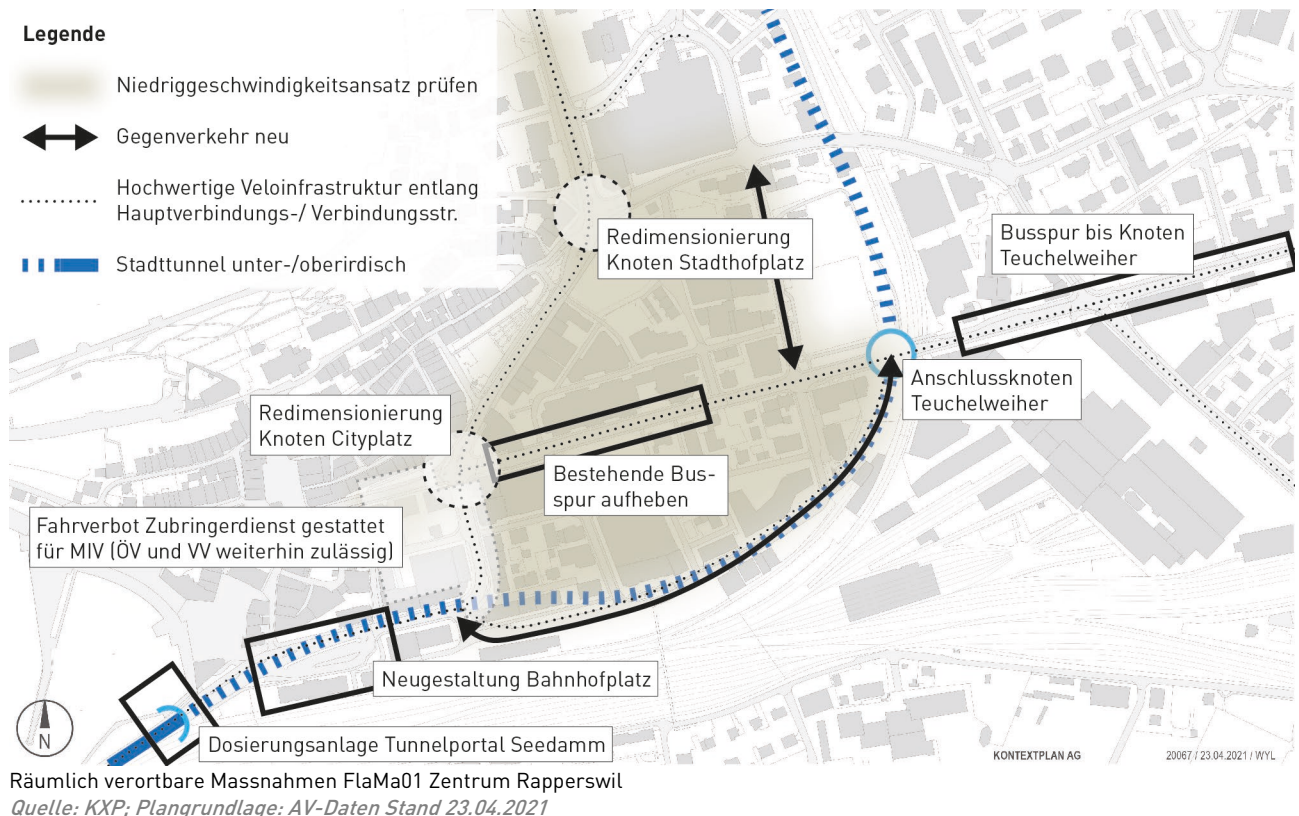 Legende
Niedriggeschwindigkeitsansatz prüfen
Gegenverkehr neu
Hochwertige Veloinfrastruktur entlang
Hauptverbindungs-/ Verbindungsstr.
Stadttunnel unter-/oberirdisch
Redimensionierung
Knoten Stadthofplatz
Busspur bis Knoten
Teuchelweiher
Anschlussknoten
Teuchelweiher
Redimensionierung
Knoten Cityplatz
Bestehende Bus-
spur aufheben
Fahrverbot Zubringerdienst gestattet
für MIV (ÖV und VV weiterhin zulässig)
Neugestaltung Bahnhofplatz
Dosierungsanlage Tunnelportal Seedamm
N
KONTEXTPLAN AG
20067 / 23.04.2021 / WYL
Räumlich verortbare Massnahmen FlaMa01 Zentrum Rapperswil
Quelle: KXP; Plangrundlage: AV-Daten Stand 23.04.2021